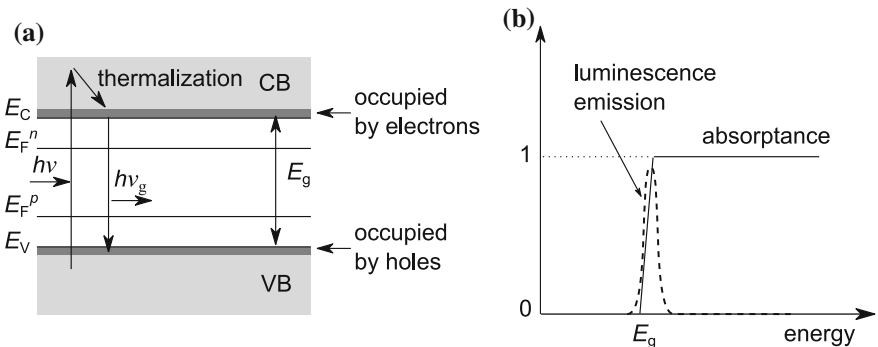 (a)
thermalization
CB
E_C
occupied
by electrons
E_F^n
hν
hν_g
E_g
E_F^p
E_V
occupied
by holes
VB
(b)
luminescence
emission
absorptance
1
0
E_g
energy